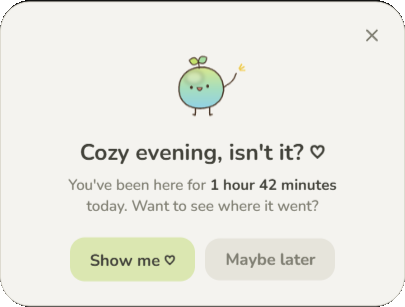 Cozy evening, isn't it? ♡
You've been here for 1 hour 42 minutes
today. Want to see where it went?
Show me ♡
Maybe later